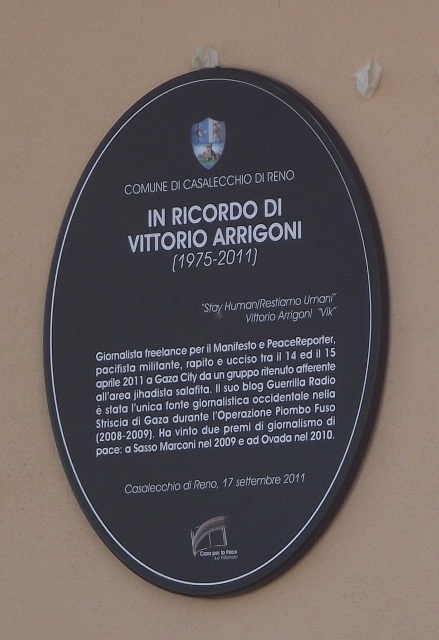 COMUNE DI CASALECCHIO DI RENO
IN RICORDO DI
VITTORIO ARRIGONI
(1975-2011)
"Stay Human/Restiamo Umani"
Vittorio Arrigoni "Vik"
Giornalista freelance per il Manifesto e PeaceReporter,
pacifista militante, rapito e ucciso tra il 14 ed il 15
aprile 2011 a Gaza City da un gruppo ritenuto afferente
all'area jihadista salafita. Il suo blog Guerrilla Radio
è stata l'unica fonte giornalistica occidentale nella
Striscia di Gaza durante l'Operazione Piombo Fuso
(2008-2009). Ha vinto due premi di giornalismo di
pace: a Sasso Marconi nel 2009 e ad Ovada nel 2010.
Casalecchio di Reno, 17 settembre 2011
Casa per la Pace
La Filanda